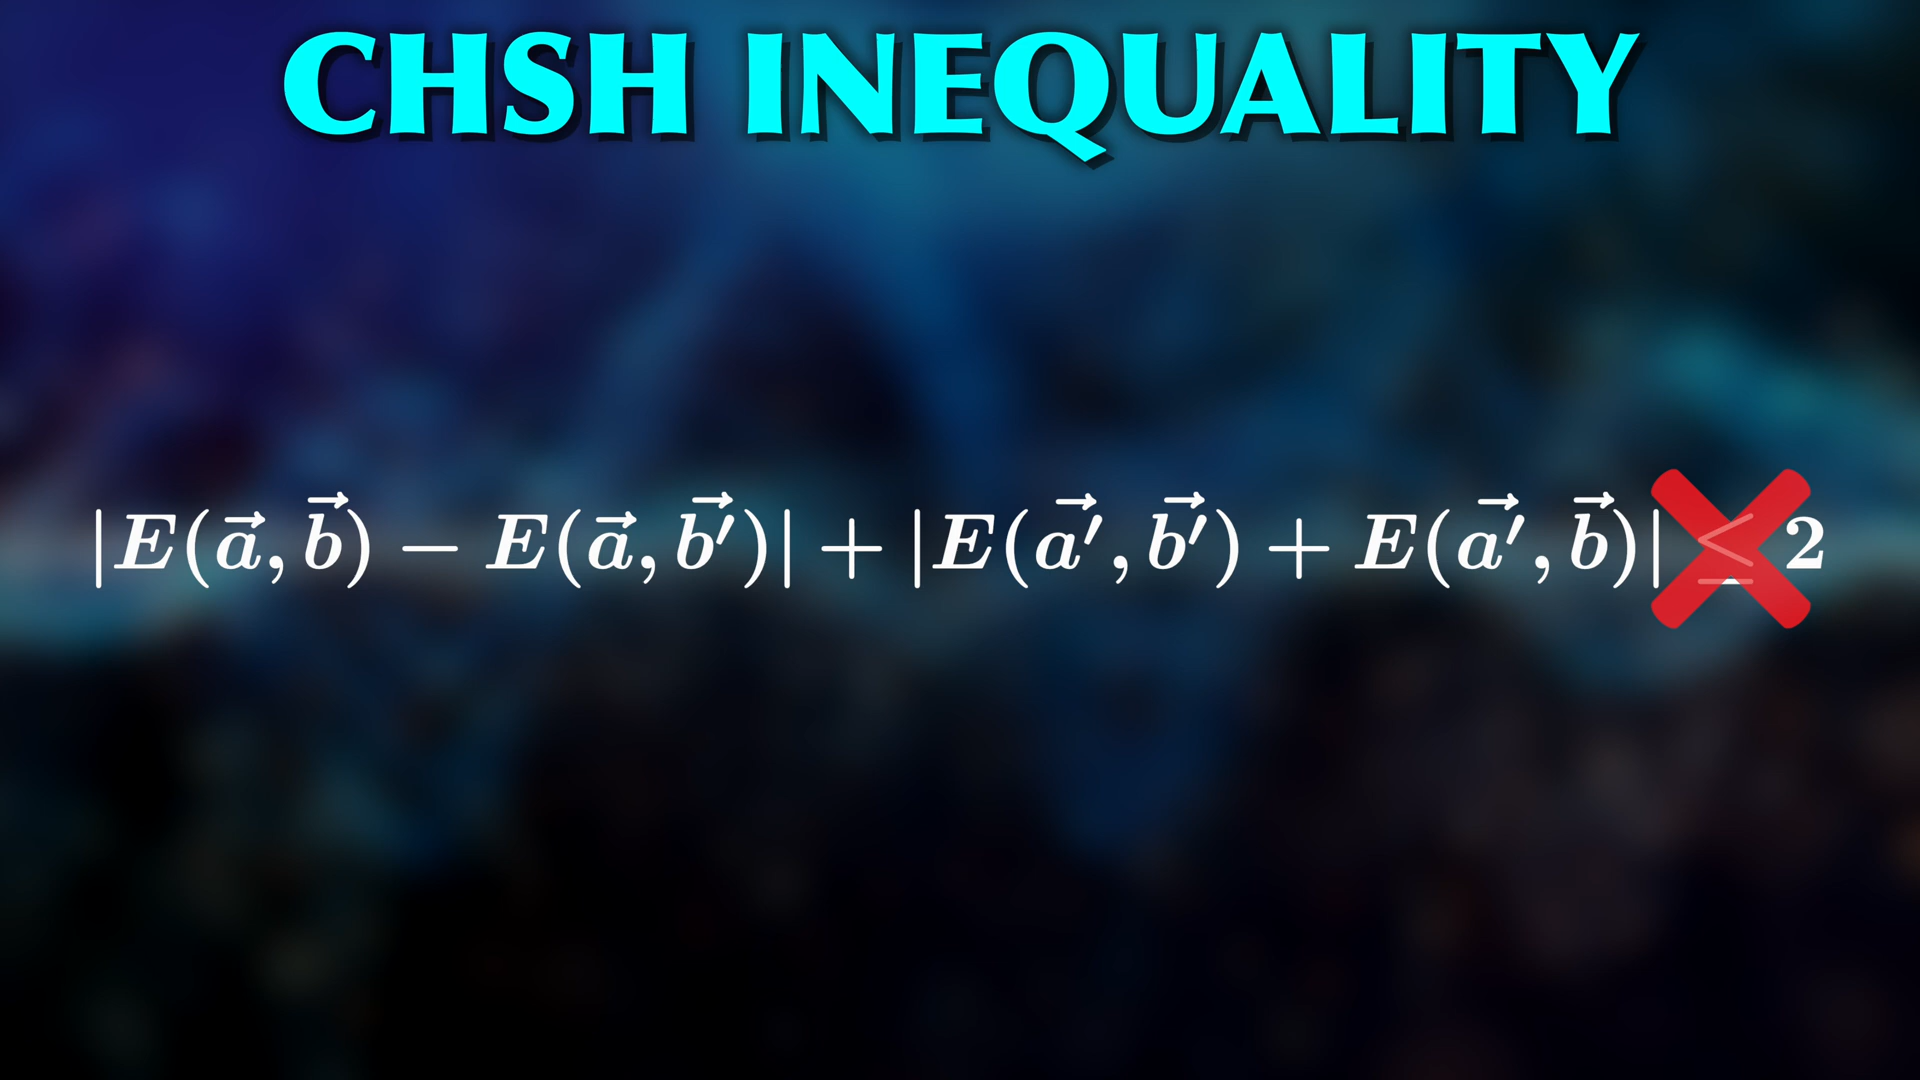 CHSH INEQUALITY
|E(a⃗, b⃗) − E(a⃗, b⃗′)| + |E(a⃗′, b⃗′) + E(a⃗′, b⃗)| ≤ 2